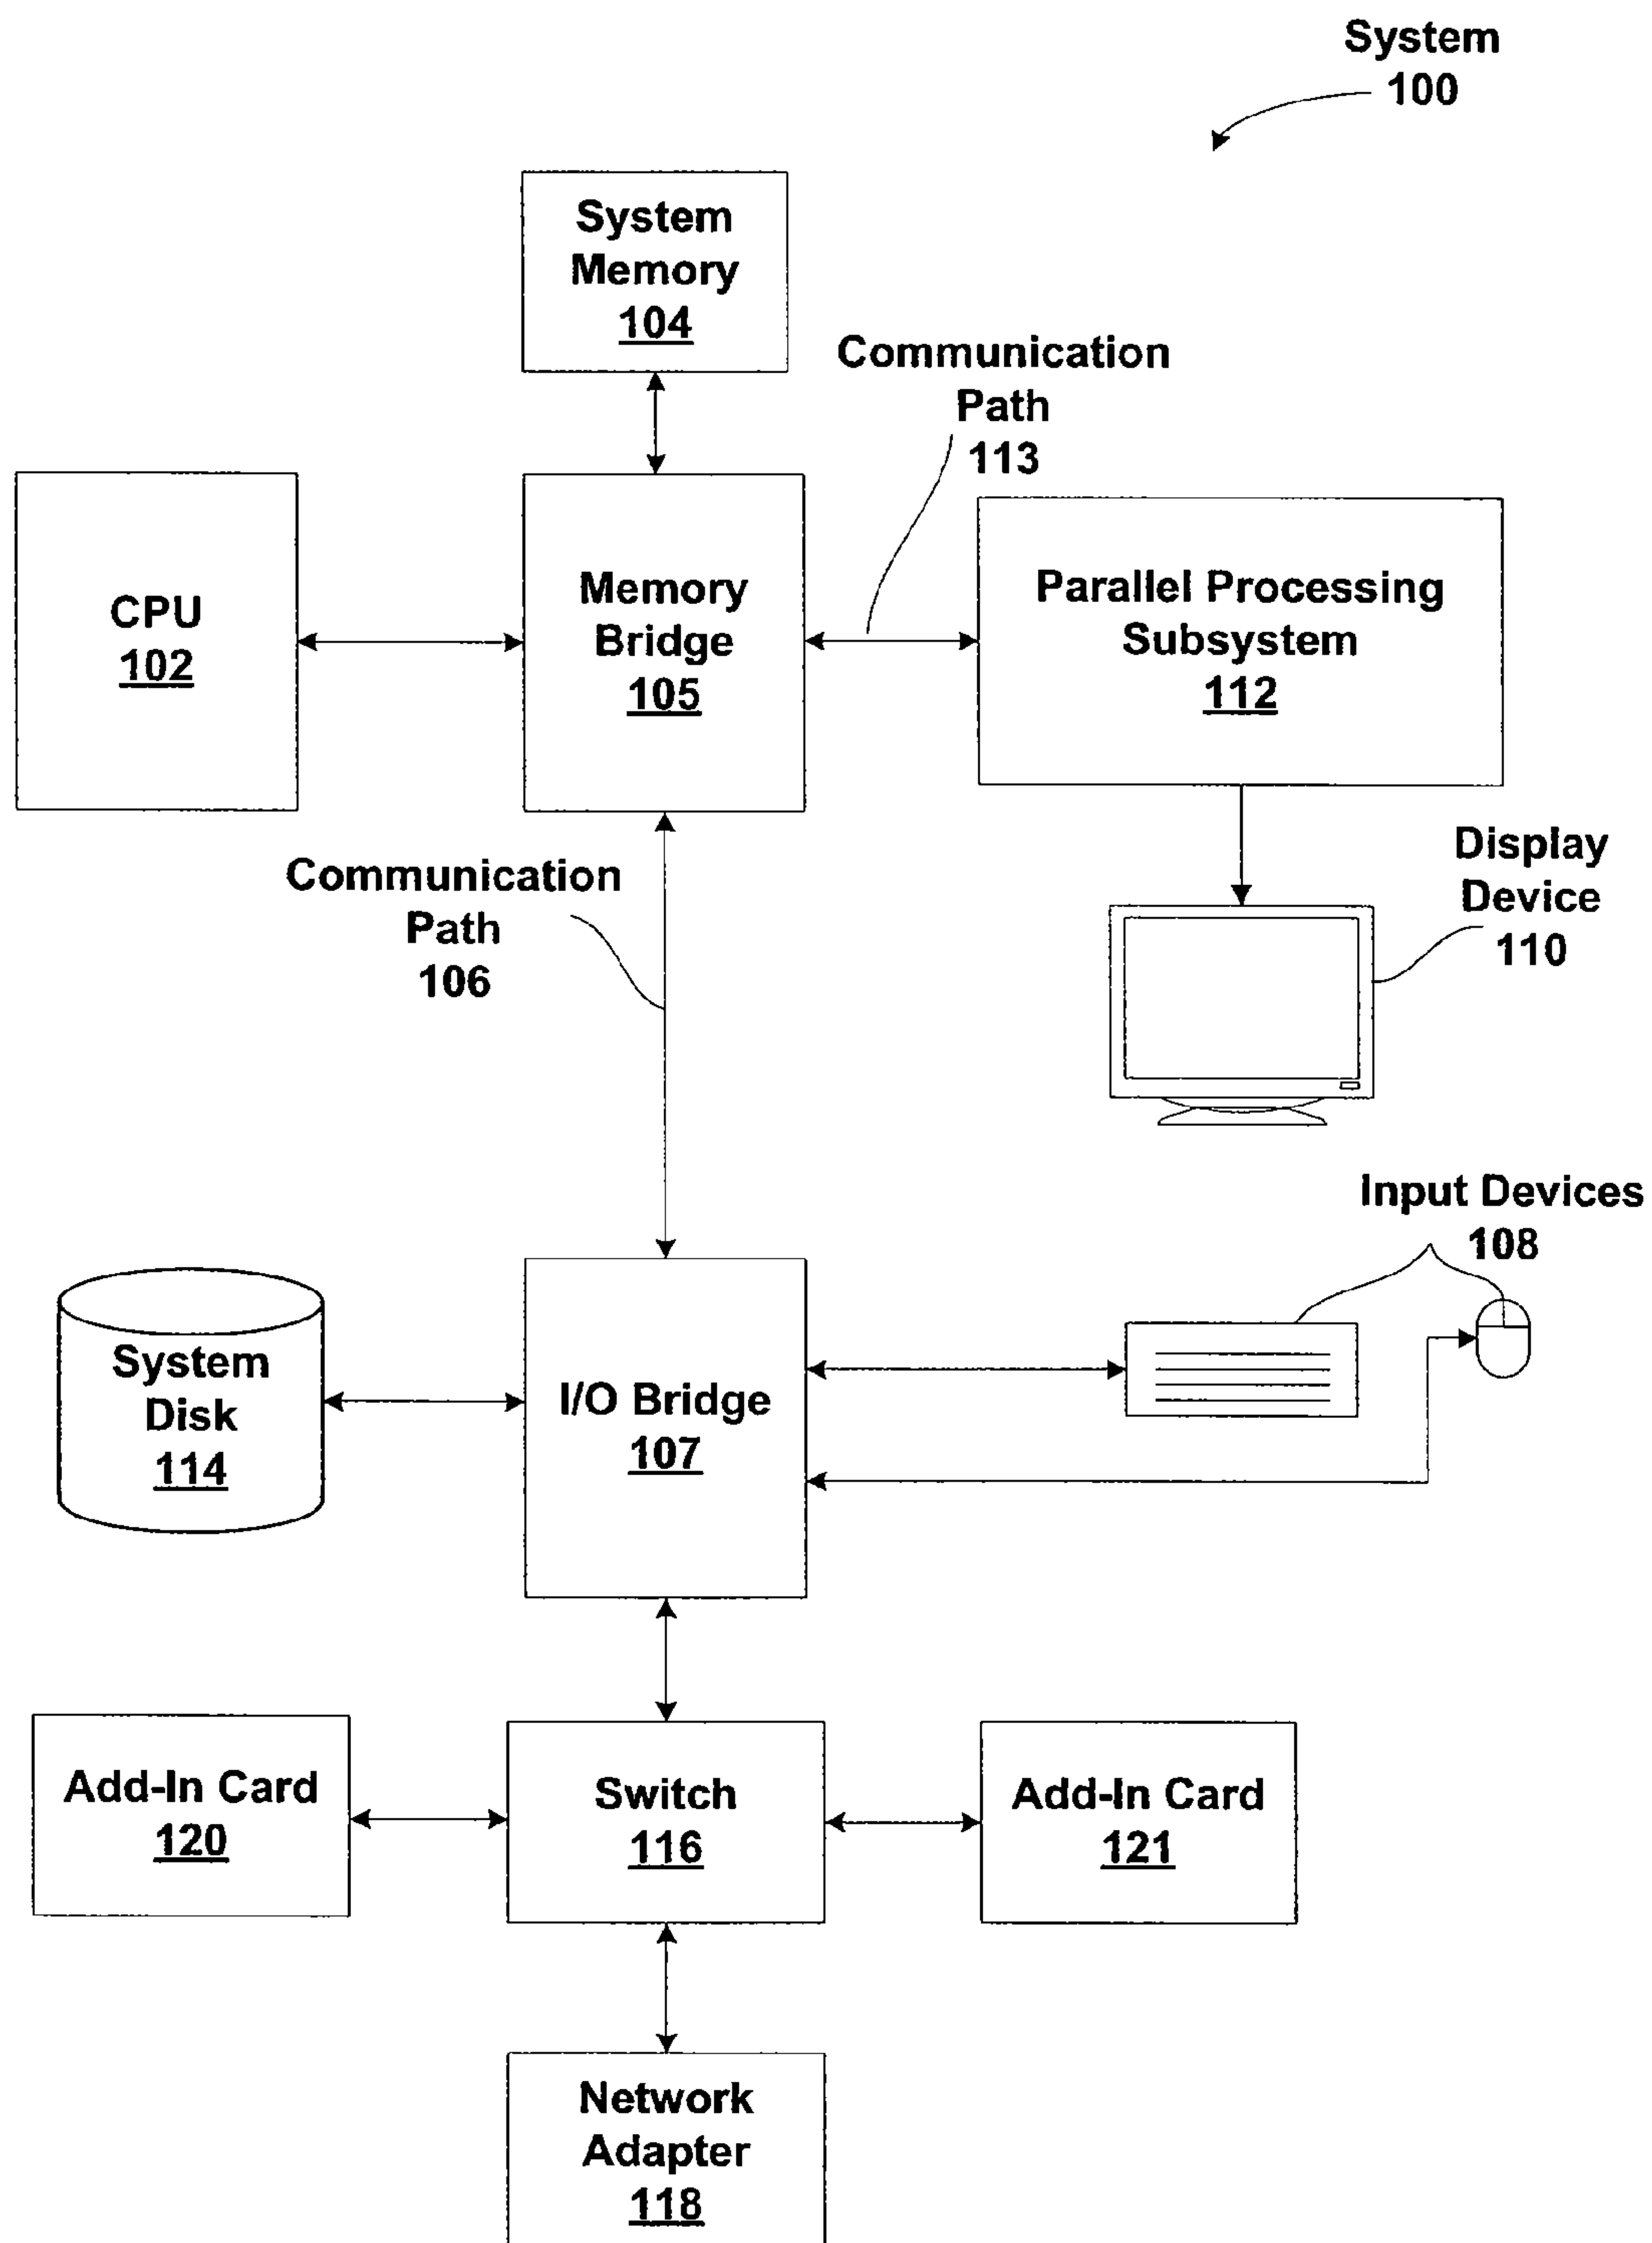 System
100
System
Memory
104
Communication
Path
113
CPU
102
Memory
Bridge
105
Parallel Processing
Subsystem
112
Communication
Path
106
Display
Device
110
Input Devices
108
System
Disk
114
I/O Bridge
107
Add-In Card
120
Switch
116
Add-In Card
121
Network
Adapter
118